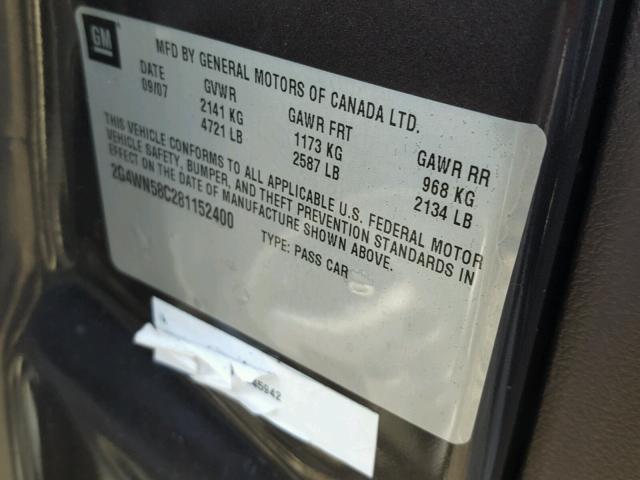 GM
MFD BY GENERAL MOTORS OF CANADA LTD.
DATE GVWR GAWR FRT GAWR RR
09/07 2141 KG 1173 KG 968 KG
4721 LB 2587 LB 2134 LB
THIS VEHICLE CONFORMS TO ALL APPLICABLE U.S. FEDERAL MOTOR
VEHICLE SAFETY, BUMPER, AND THEFT PREVENTION STANDARDS IN
EFFECT ON THE DATE OF MANUFACTURE SHOWN ABOVE.
2G4WN58C281152400 TYPE: PASS CAR
45942